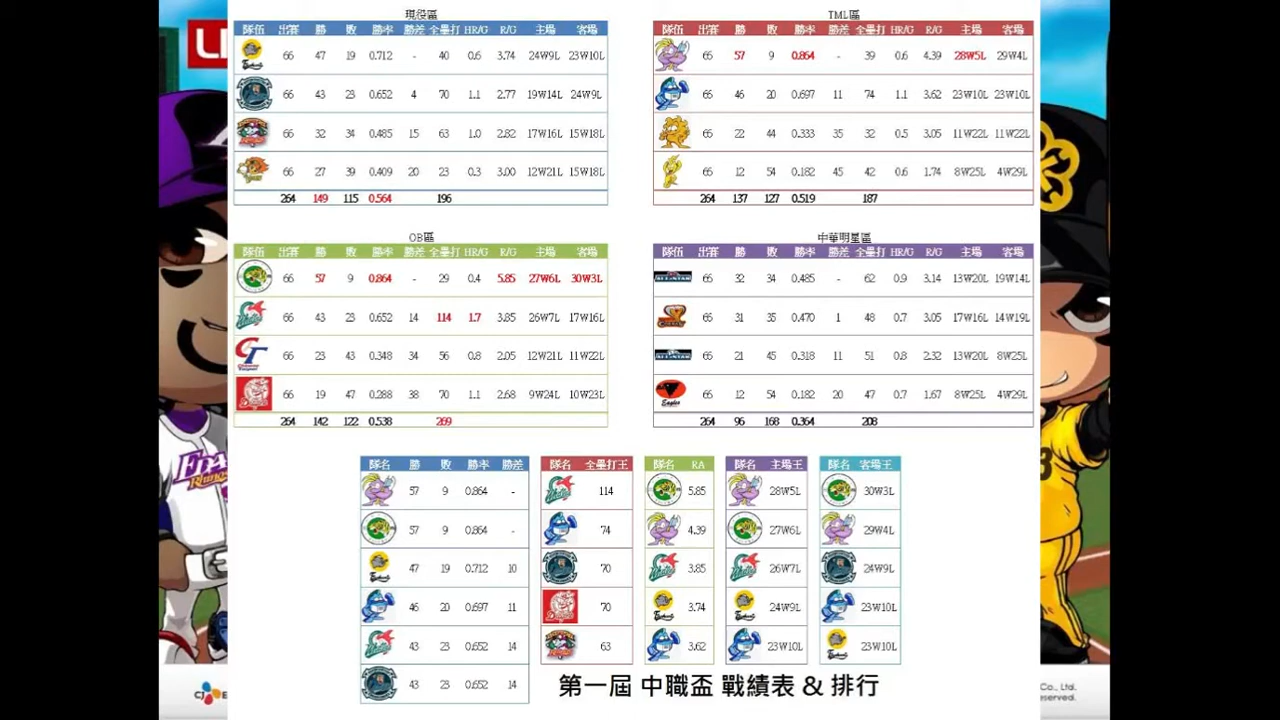 現役區
隊伍 出賽 勝 敗 勝率 勝差 全壘打 HR/G R/G 主場 客場
66 47 19 0.712 - 40 0.6 3.74 24W9L 23W10L
66 43 23 0.652 4 70 1.1 2.77 19W14L 24W9L
66 32 34 0.485 15 63 1.0 2.82 17W16L 15W18L
66 27 39 0.409 20 23 0.3 3.00 12W21L 15W18L
264 149 115 0.564 196
TML區
隊伍 出賽 勝 敗 勝率 勝差 全壘打 HR/G R/G 主場 客場
66 57 9 0.864 - 39 0.6 4.39 28W5L 29W4L
66 46 20 0.697 11 74 1.1 3.62 23W10L 23W10L
66 22 44 0.333 35 32 0.5 3.05 11W22L 11W22L
66 12 54 0.182 45 42 0.6 1.74 8W25L 4W29L
264 137 127 0.519 187
OB區
隊伍 出賽 勝 敗 勝率 勝差 全壘打 HR/G R/G 主場 客場
66 57 9 0.864 - 29 0.4 5.85 27W6L 30W3L
66 43 23 0.652 14 114 1.7 3.85 26W7L 17W16L
CT 66 23 43 0.348 34 56 0.8 2.05 12W21L 11W22L
66 19 47 0.288 38 70 1.1 2.68 9W24L 10W23L
264 142 122 0.538 269
中華明星區
隊伍 出賽 勝 敗 勝率 勝差 全壘打 HR/G R/G 主場 客場
ALL STAR 66 32 34 0.485 - 62 0.9 3.14 13W20L 19W14L
66 31 35 0.470 1 48 0.7 3.05 17W16L 14W19L
ALL STAR 66 21 45 0.318 11 51 0.8 2.32 13W20L 8W25L
Eagles 66 12 54 0.182 20 47 0.7 1.67 8W25L 4W29L
264 96 168 0.364 208
隊名 勝 敗 勝率 勝差
57 9 0.864 -
57 9 0.864 -
47 19 0.712 10
46 20 0.697 11
43 23 0.652 14
43 23 0.652 14
隊名 全壘打王
114
74
70
70
63
隊名 RA
5.85
4.39
3.85
3.74
3.62
隊名 主場王
28W5L
27W6L
26W7L
24W9L
23W10L
隊名 客場王
30W3L
29W4L
24W9L
23W10L
23W10L
第一屆 中職盃 戰績表 & 排行
CJ E
Co., Ltd.
eserved.